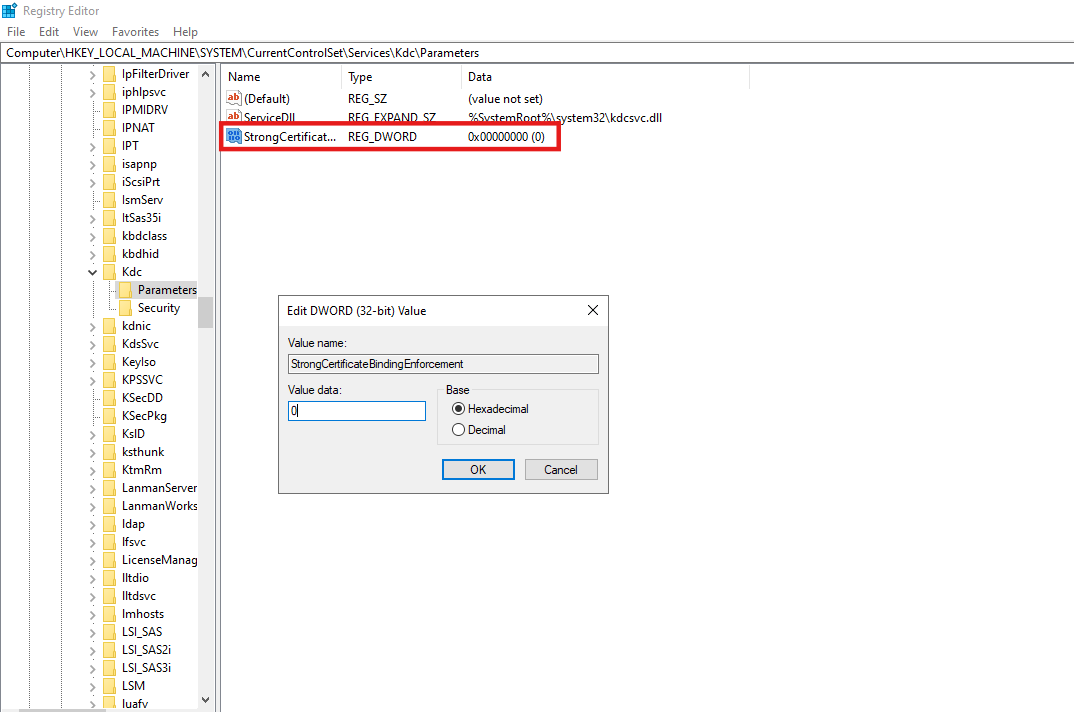 Registry Editor
File Edit View Favorites Help
Computer\HKEY_LOCAL_MACHINE\SYSTEM\CurrentControlSet\Services\Kdc\Parameters
IpFilterDriver
iphlpsvc
IPMIDRV
IPNAT
IPT
isapnp
iScsiPrt
IsmServ
ItSas35i
kbdclass
kbdhid
Kdc
Parameters
Security
kdnic
KdsSvc
KeyIso
KPSSVC
KSecDD
KSecPkg
KsID
ksthunk
KtmRm
LanmanServer
LanmanWorks
ldap
lfsvc
LicenseManag
lltdio
lltdsvc
lmhosts
LSI_SAS
LSI_SAS2i
LSI_SAS3i
LSM
luafv
Name Type Data
(Default) REG_SZ (value not set)
ServiceDll REG_EXPAND_SZ %SystemRoot%\system32\kdcsvc.dll
StrongCertificat... REG_DWORD 0x00000000 (0)
Edit DWORD (32-bit) Value
Value name:
StrongCertificateBindingEnforcement
Value data:
0
Base
Hexadecimal
Decimal
OK Cancel